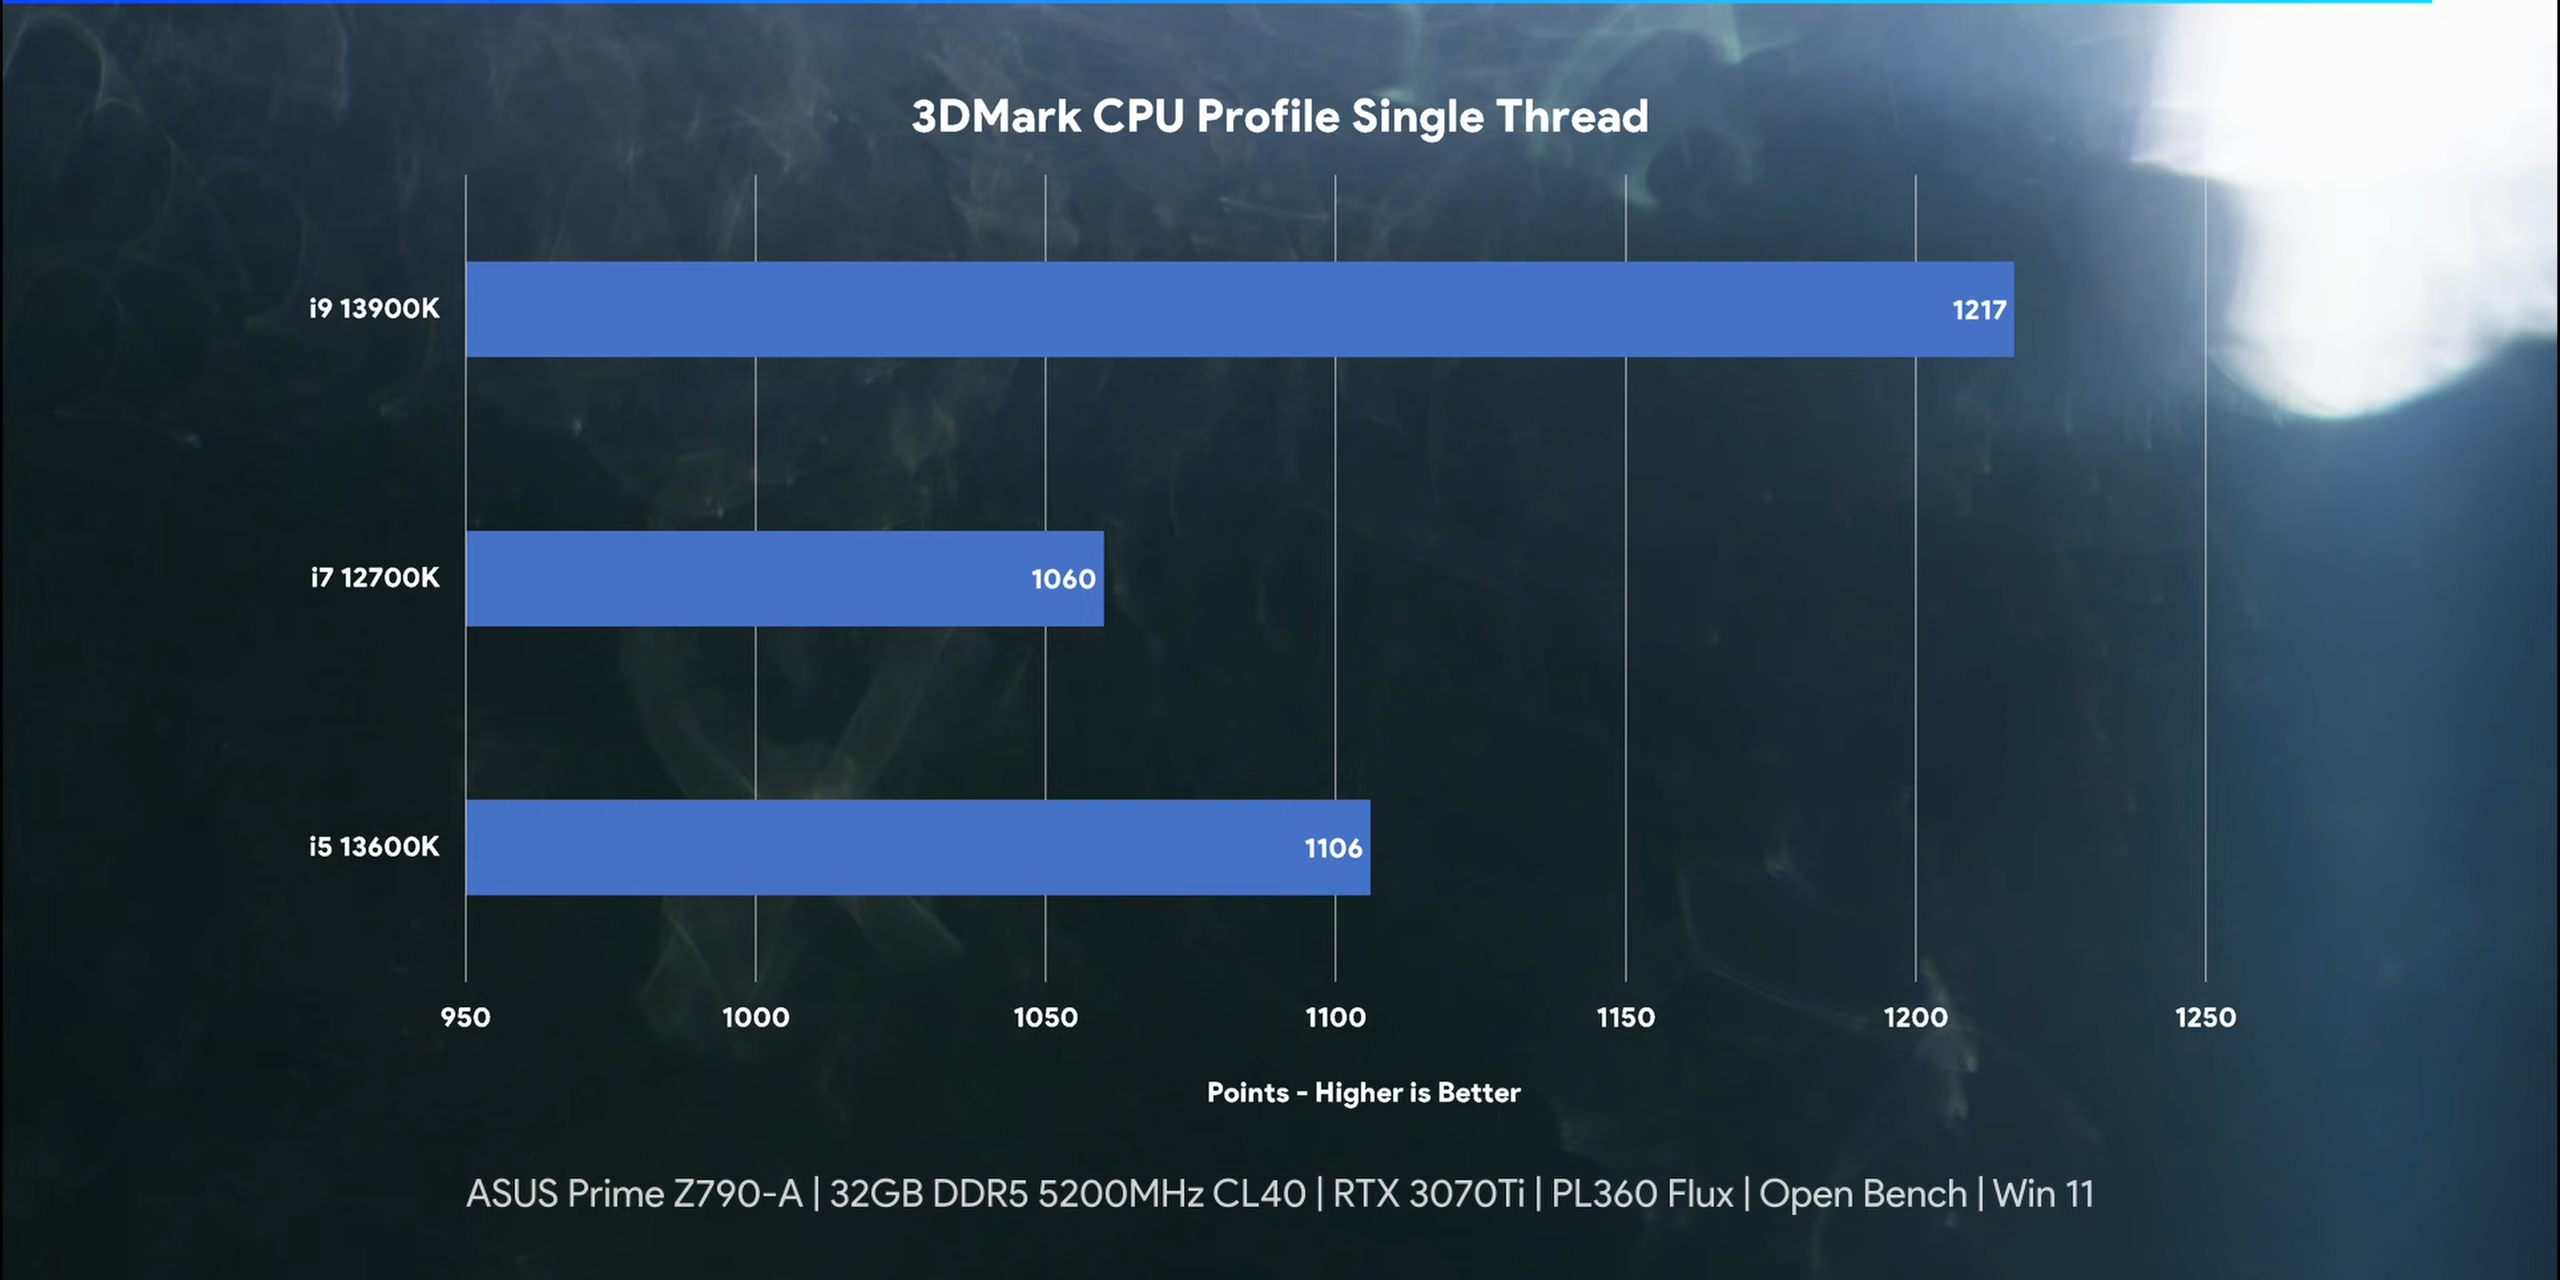 3DMark CPU Profile Single Thread
i9 13900K
1217
i7 12700K
1060
i5 13600K
1106
950 1000 1050 1100 1150 1200 1250
Points - Higher is Better
ASUS Prime Z790-A | 32GB DDR5 5200MHz CL40 | RTX 3070Ti | PL360 Flux | Open Bench | Win 11